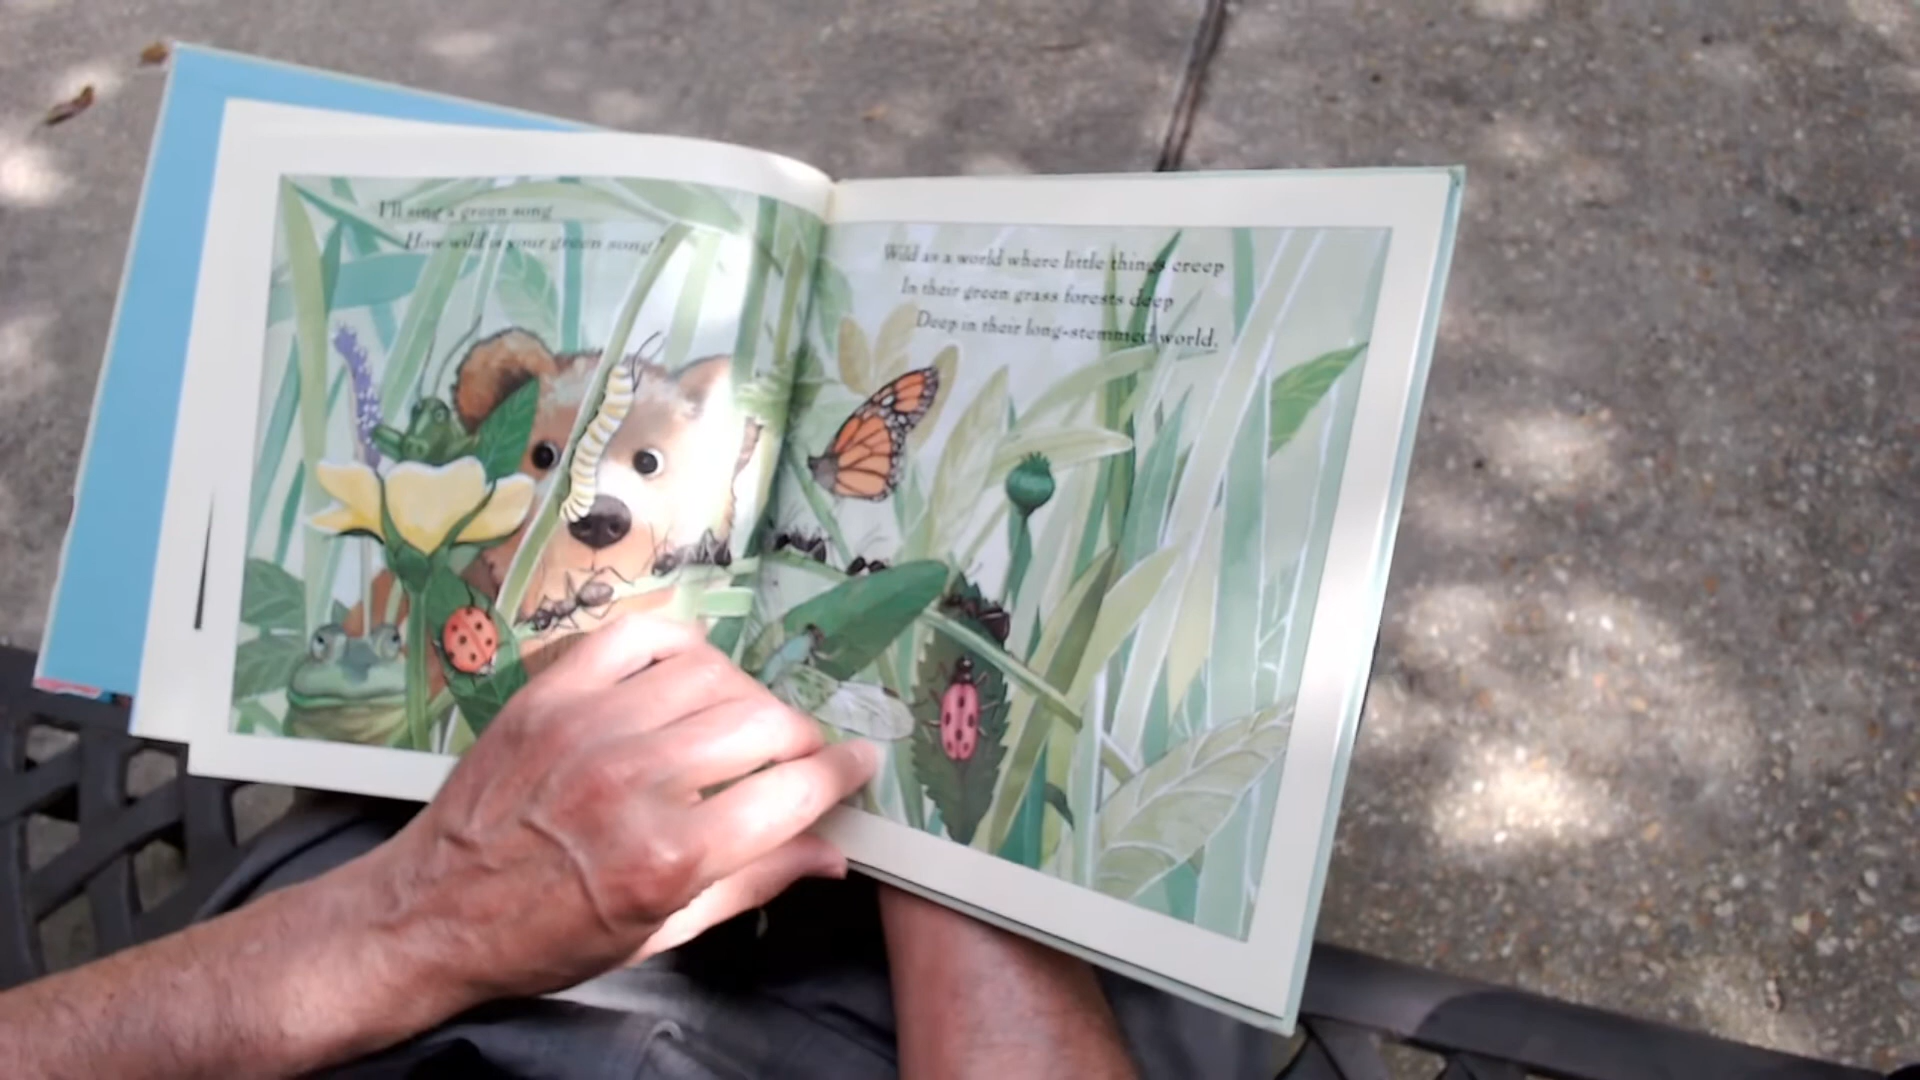 I'll sing a green song
How wild is your green song?
Wild as a world where little things creep
In their green grass forests deep
Deep in their long-stemmed world.